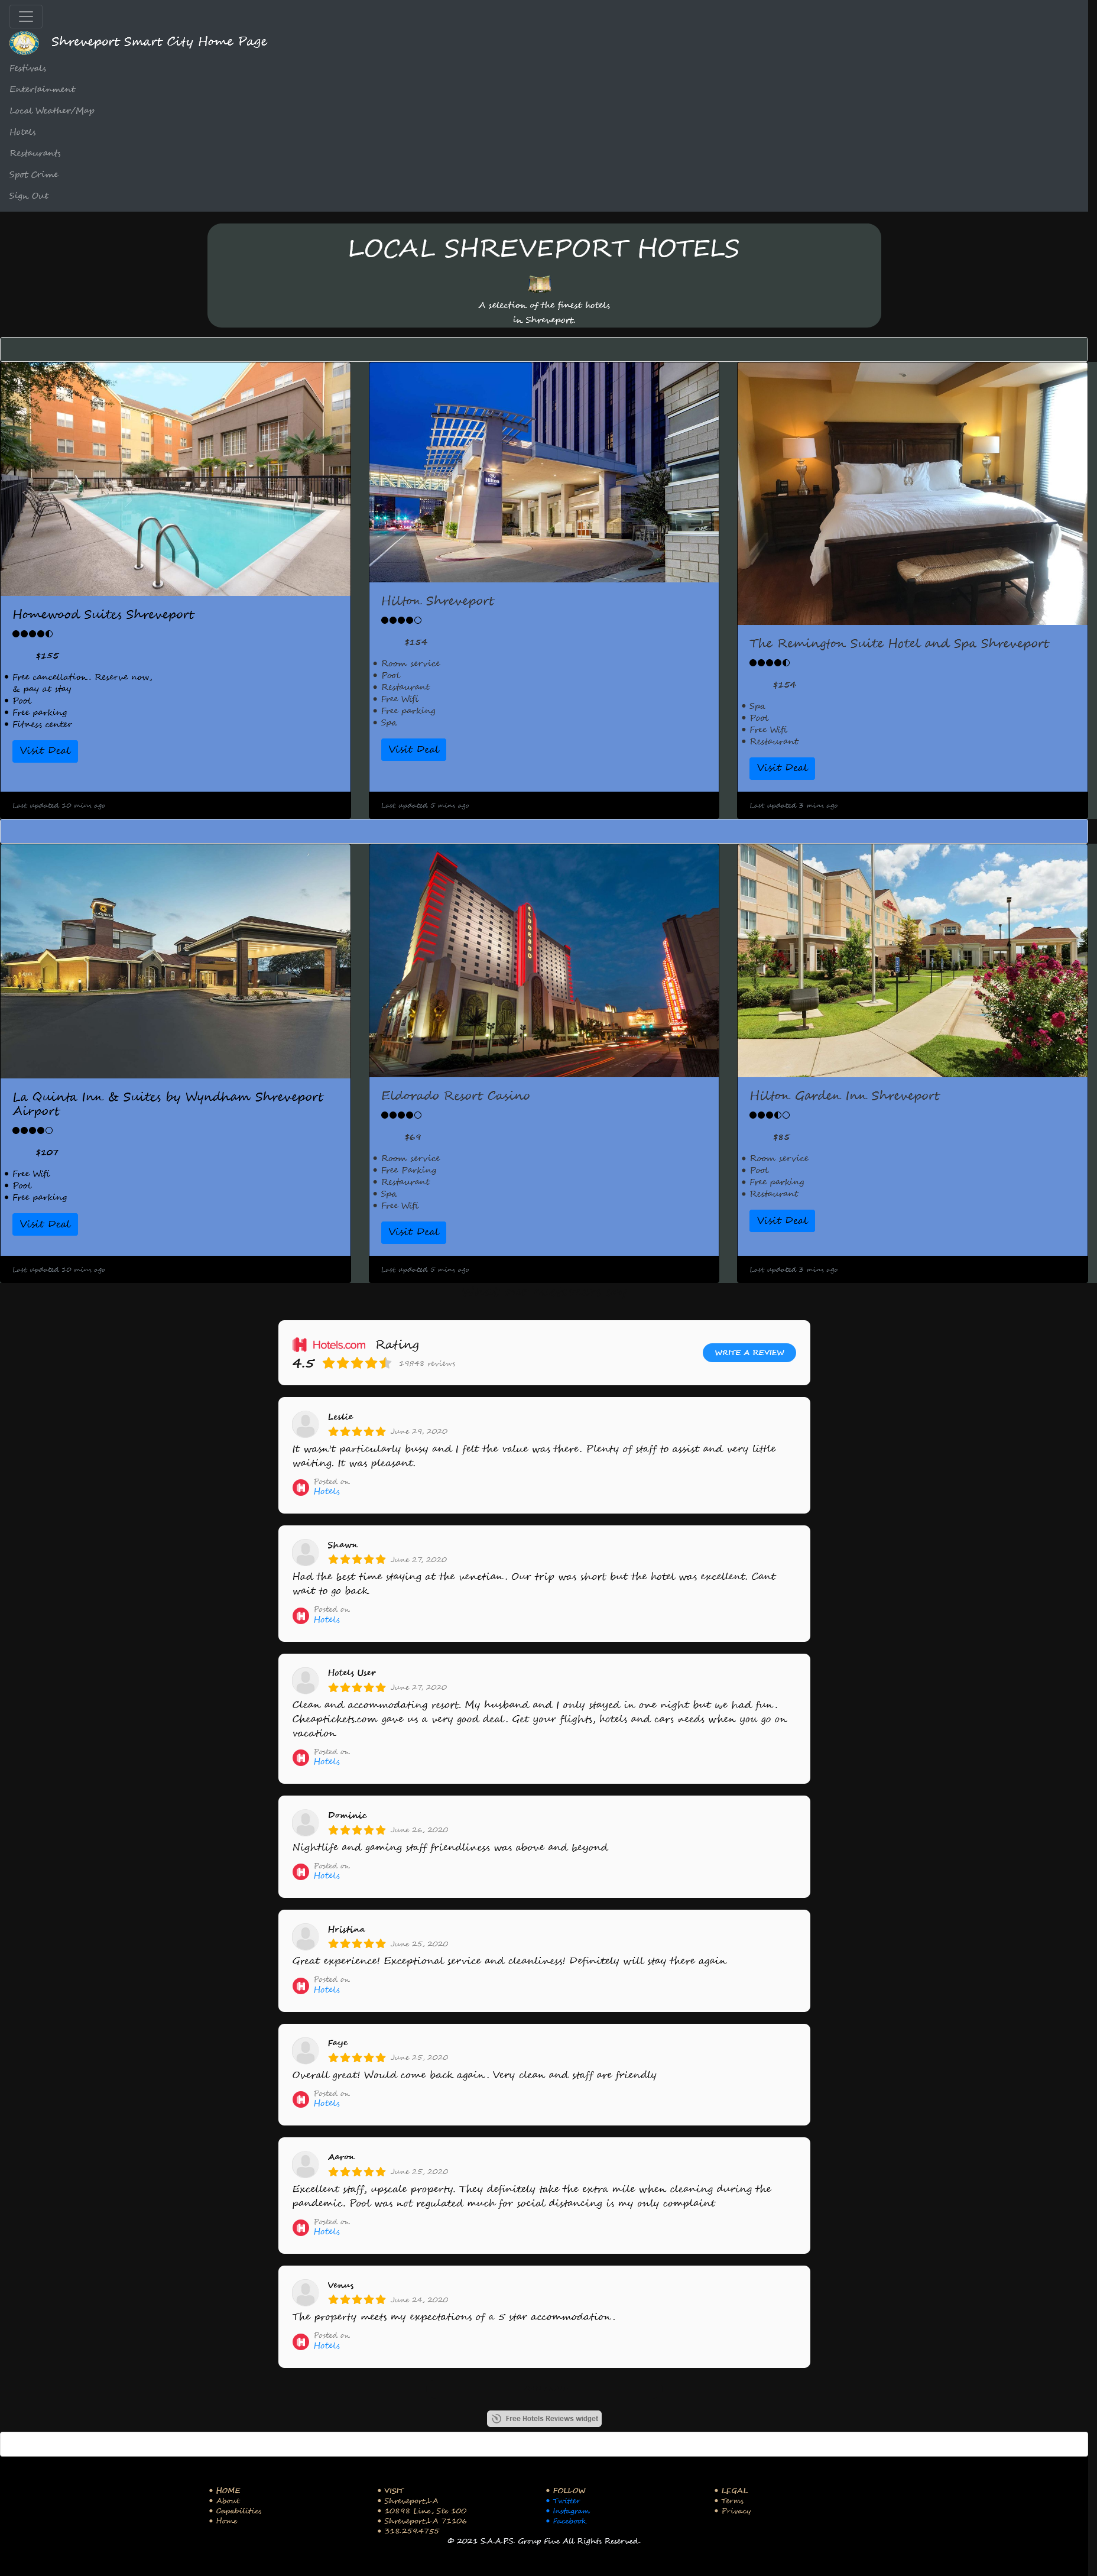 Shreveport Smart City Home Page
Festivals
Entertainment
Local Weather/Map
Hotels
Restaurants
Spot Crime
Sign Out
LOCAL SHREVEPORT HOTELS
A selection of the finest hotels
in Shreveport.
Homewood Suites Shreveport
$155
Free cancellation. Reserve now,
& pay at stay
Pool
Free parking
Fitness center
Visit Deal
Last updated 10 mins ago
Hilton
Hilton Shreveport
$154
Room service
Pool
Restaurant
Free Wifi
Free parking
Spa
Visit Deal
Last updated 5 mins ago
The Remington Suite Hotel and Spa Shreveport
$154
Spa
Pool
Free Wifi
Restaurant
Visit Deal
Last updated 3 mins ago
La Quinta Inn & Suites by Wyndham Shreveport
Airport
$107
Free Wifi
Pool
Free parking
Visit Deal
Last updated 10 mins ago
ELDORADO
Eldorado Resort Casino
$69
Room service
Free Parking
Restaurant
Spa
Free Wifi
Visit Deal
Last updated 5 mins ago
Hilton Garden Inn Shreveport
$85
Room service
Pool
Free parking
Restaurant
Visit Deal
Last updated 3 mins ago
Hotels.com Rating
4.5 19,948 reviews
WRITE A REVIEW
Leslie
June 29, 2020
It wasn't particularly busy and I felt the value was there. Plenty of staff to assist and very little
waiting. It was pleasant.
Posted on
Hotels
Shawn
June 27, 2020
Had the best time staying at the venetian. Our trip was short but the hotel was excellent. Cant
wait to go back
Posted on
Hotels
Hotels User
June 27, 2020
Clean and accommodating resort. My husband and I only stayed in one night but we had fun.
Cheaptickets.com gave us a very good deal. Get your flights, hotels and cars needs when you go on
vacation
Posted on
Hotels
Dominic
June 26, 2020
Nightlife and gaming staff friendliness was above and beyond
Posted on
Hotels
Hristina
June 25, 2020
Great experience! Exceptional service and cleanliness! Definitely will stay there again
Posted on
Hotels
Faye
June 25, 2020
Overall great! Would come back again. Very clean and staff are friendly
Posted on
Hotels
Aaron
June 25, 2020
Excellent staff, upscale property. They definitely take the extra mile when cleaning during the
pandemic. Pool was not regulated much for social distancing is my only complaint
Posted on
Hotels
Venus
June 24, 2020
The property meets my expectations of a 5 star accommodation.
Posted on
Hotels
Free Hotels Reviews widget
HOME
About
Capabilities
Home
VISIT
Shreveport,LA
10898 Line, Ste 100
Shreveport,LA 71106
318.259.4755
FOLLOW
Twitter
Instagram
Facebook
LEGAL
Terms
Privacy
© 2021 S.A.A.P.S. Group Five All Rights Reserved.